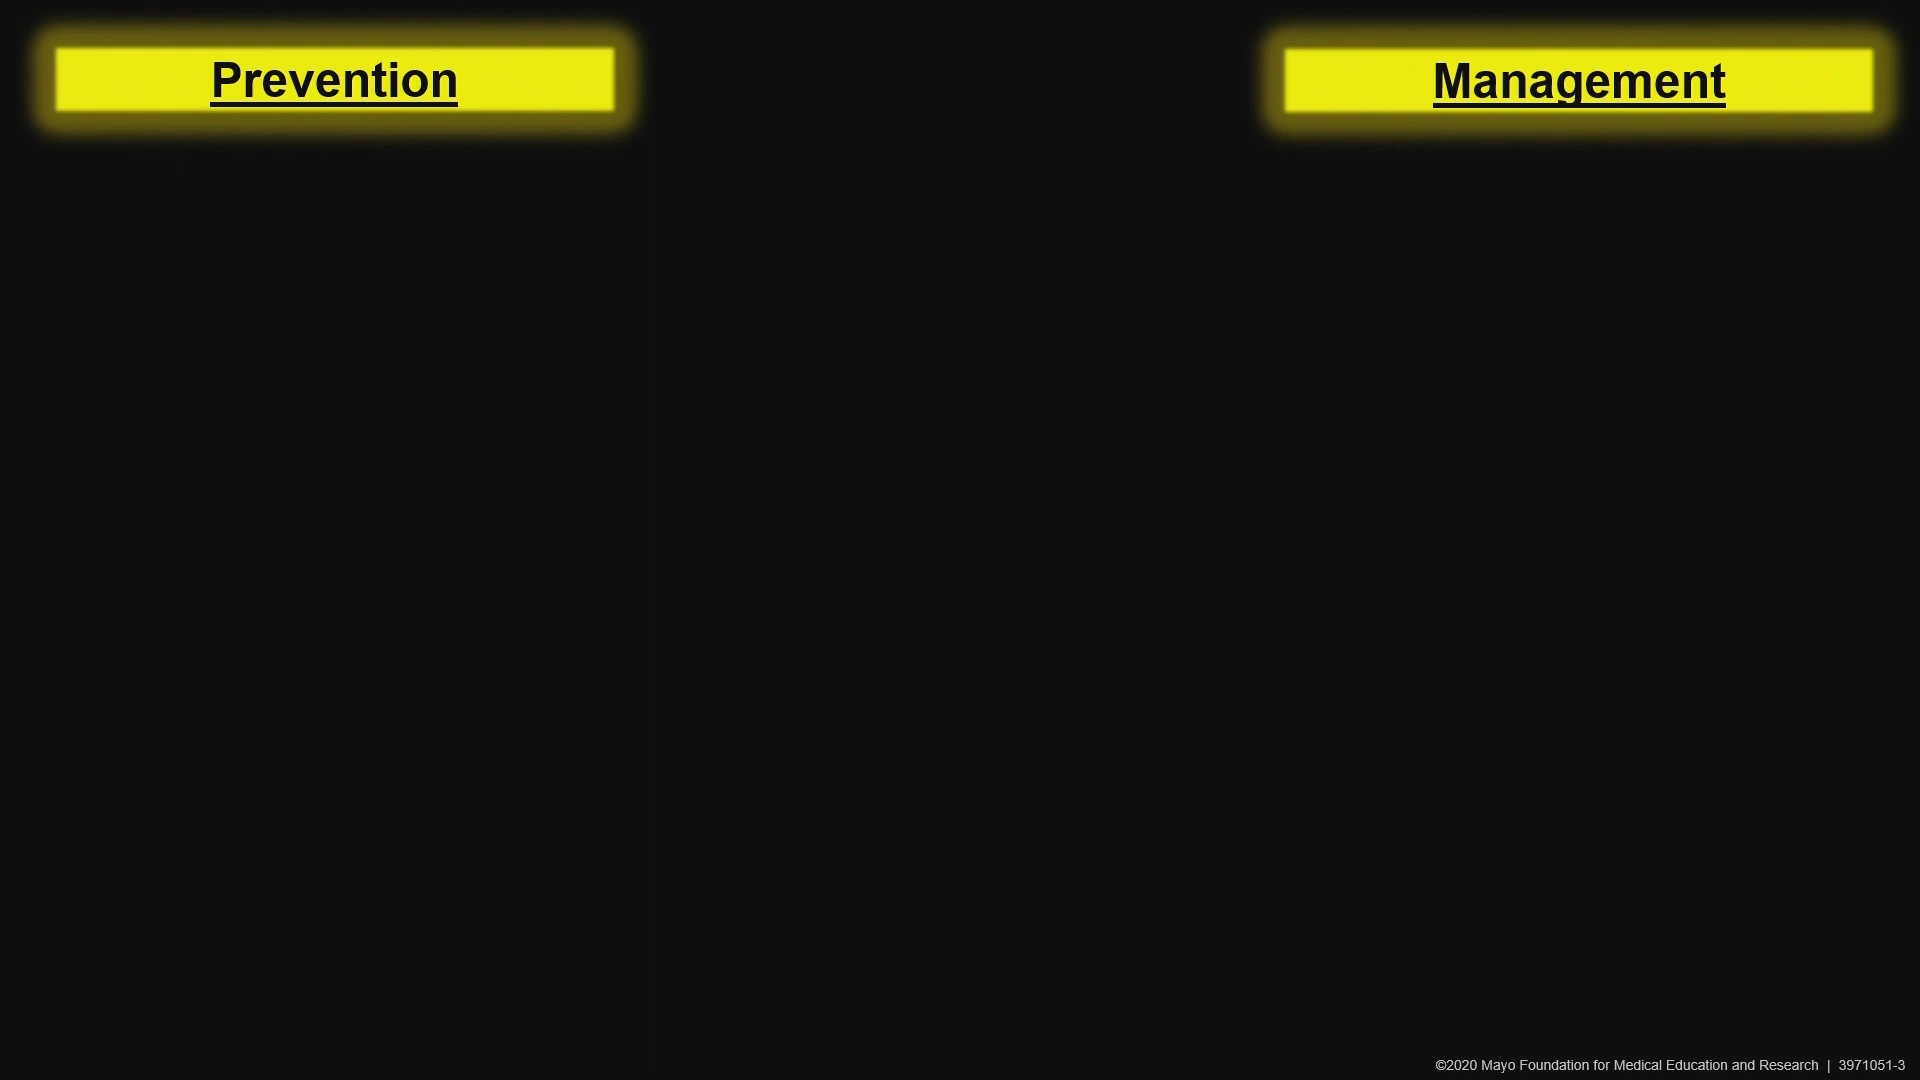 Prevention
Management
©2020 Mayo Foundation for Medical Education and Research | 3971051-3